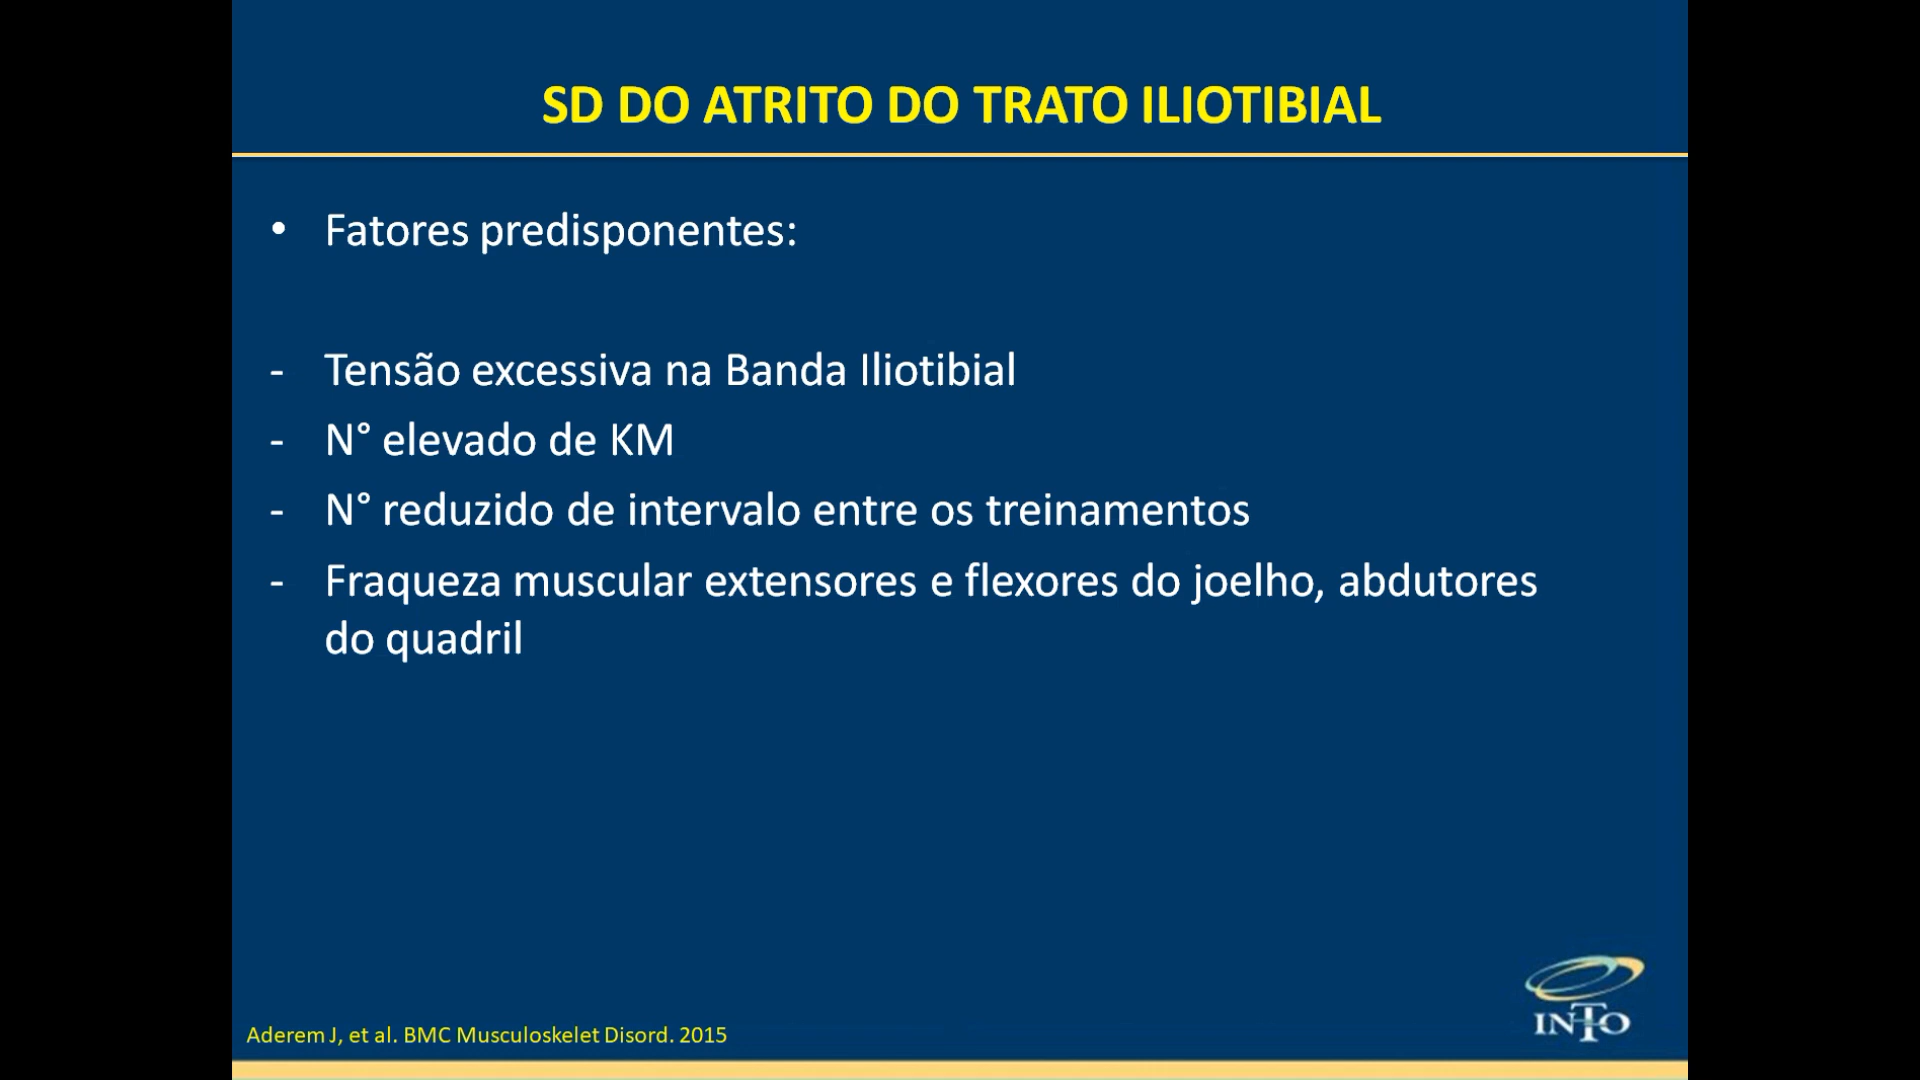 SD DO ATRITO DO TRATO ILIOTIBIAL
• Fatores predisponentes:
- Tensão excessiva na Banda Iliotibial
- N° elevado de KM
- N° reduzido de intervalo entre os treinamentos
- Fraqueza muscular extensores e flexores do joelho, abdutores
do quadril
INTO
Aderem J, et al. BMC Musculoskelet Disord. 2015